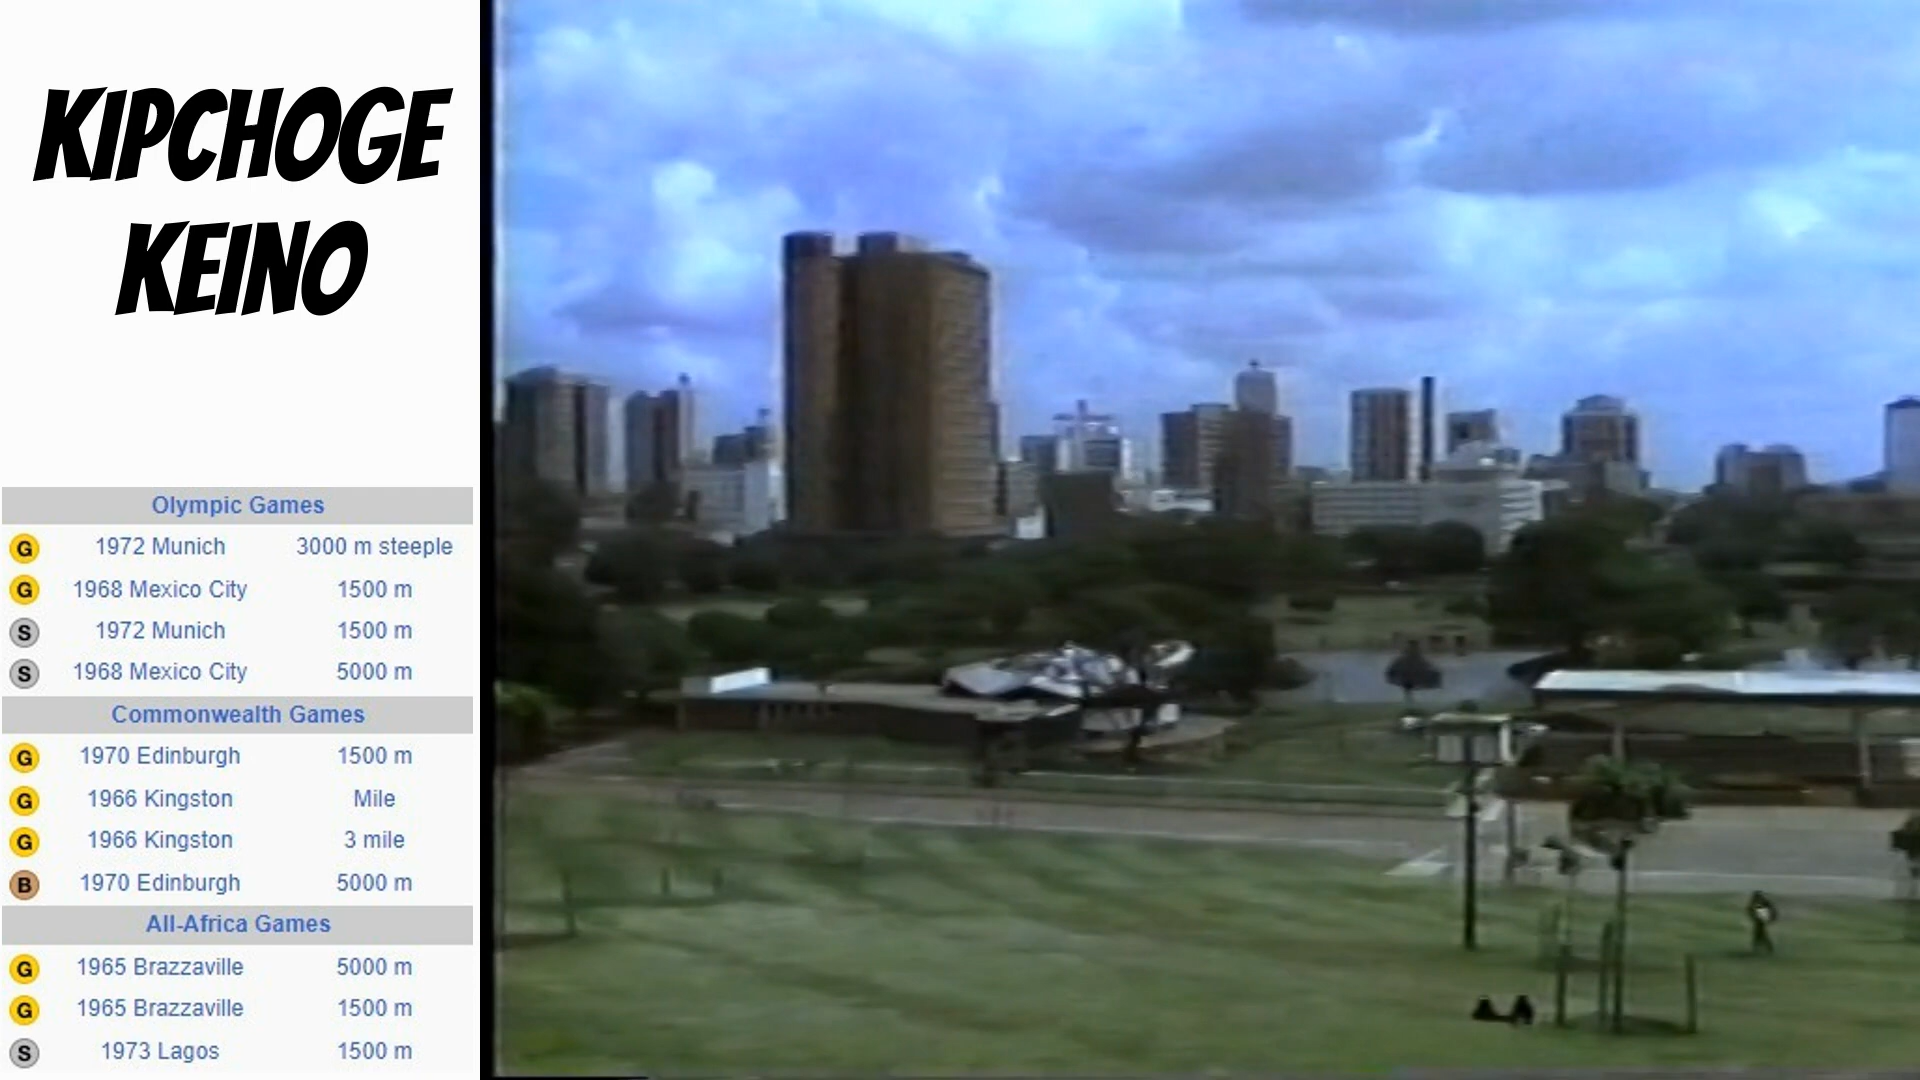 KIPCHOGE
KEINO
Olympic Games
G 1972 Munich 3000 m steeple
G 1968 Mexico City 1500 m
S 1972 Munich 1500 m
S 1968 Mexico City 5000 m
Commonwealth Games
G 1970 Edinburgh 1500 m
G 1966 Kingston Mile
G 1966 Kingston 3 mile
B 1970 Edinburgh 5000 m
All-Africa Games
G 1965 Brazzaville 5000 m
G 1965 Brazzaville 1500 m
S 1973 Lagos 1500 m